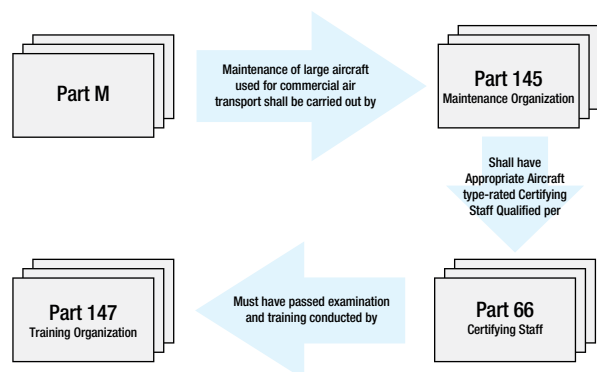 Part M
Maintenance of large aircraft
used for commercial air
transport shall be carried out by
Part 145
Maintenance Organization
Shall have
Appropriate Aircraft
type-rated Certifying
Staff Qualified per
Part 66
Certifying Staff
Must have passed examination
and training conducted by
Part 147
Training Organization